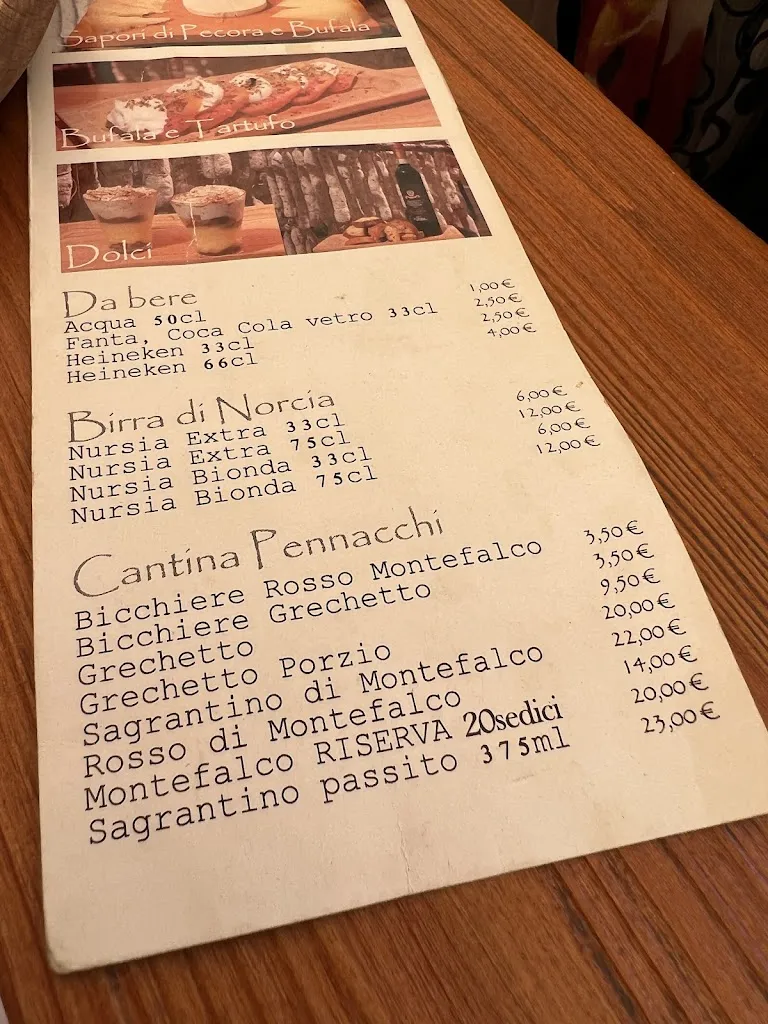 Sapori di Pecora e Bufala
Bufala e Tartufo
Dolci
Da bere
Acqua 50cl 1,00€
Fanta, Coca Cola vetro 33cl 2,50€
Heineken 33cl 2,50€
Heineken 66cl 4,00€
Birra di Norcia
Nursia Extra 33cl 6,00€
Nursia Extra 75cl 12,00€
Nursia Bionda 33cl 6,00€
Nursia Bionda 75cl 12,00€
Cantina Pennacchi
Bicchiere Rosso Montefalco 3,50€
Bicchiere Grechetto 3,50€
Grechetto 9,50€
Grechetto Porzio 20,00€
Sagrantino di Montefalco 22,00€
Rosso di Montefalco 14,00€
Montefalco RISERVA 20sedici 20,00€
Sagrantino passito 375ml 23,00€